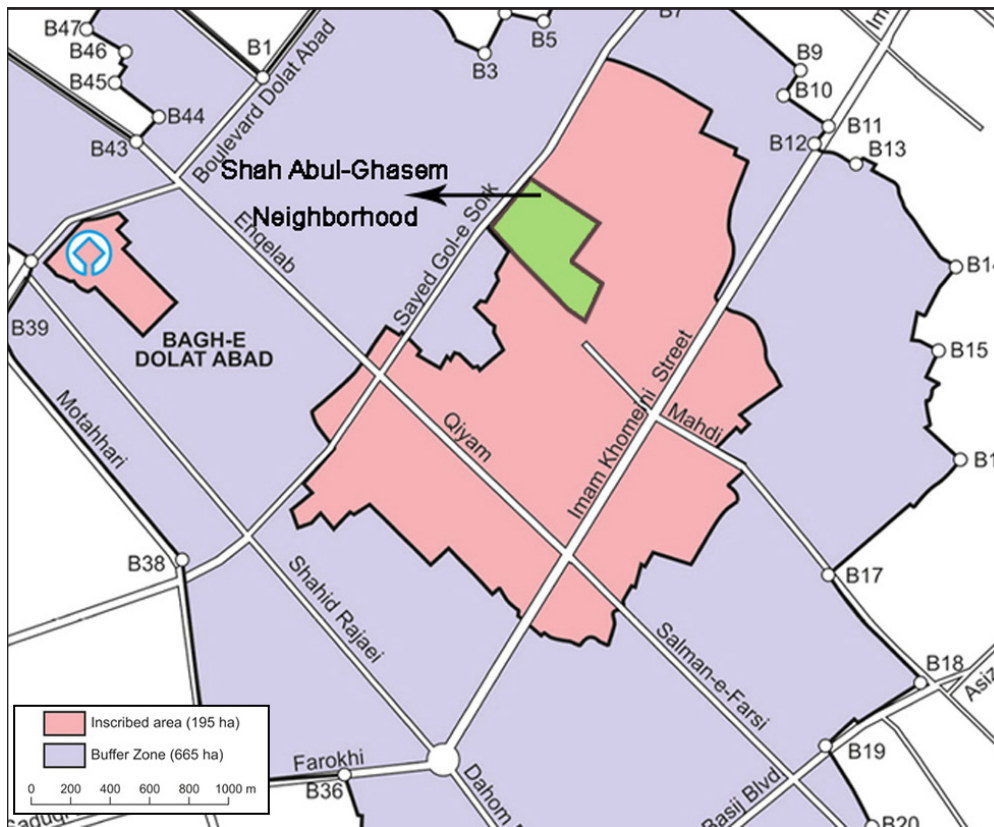 B47
B46
B45
B44
B43
B1
B3
B5
B7
B9
B10
B11
B12
B13
Boulevard Dolat Abad
Shah Abul-Ghasem
Neighborhood
Enqelab
Sayed Gol-e Sork
B39
BAGH-E
DOLAT ABAD
B15
Motahhari
Qiyam
Imam Khomeini Street
Mahdi
B38
B17
Shahid Rajaei
Salman-e-Farsi
B18
B19
Inscribed area (195 ha)
Buffer Zone (665 ha)
0 200 400 600 800 1000 m
Farokhi
B36
Dahom
Basij Blvd
B20